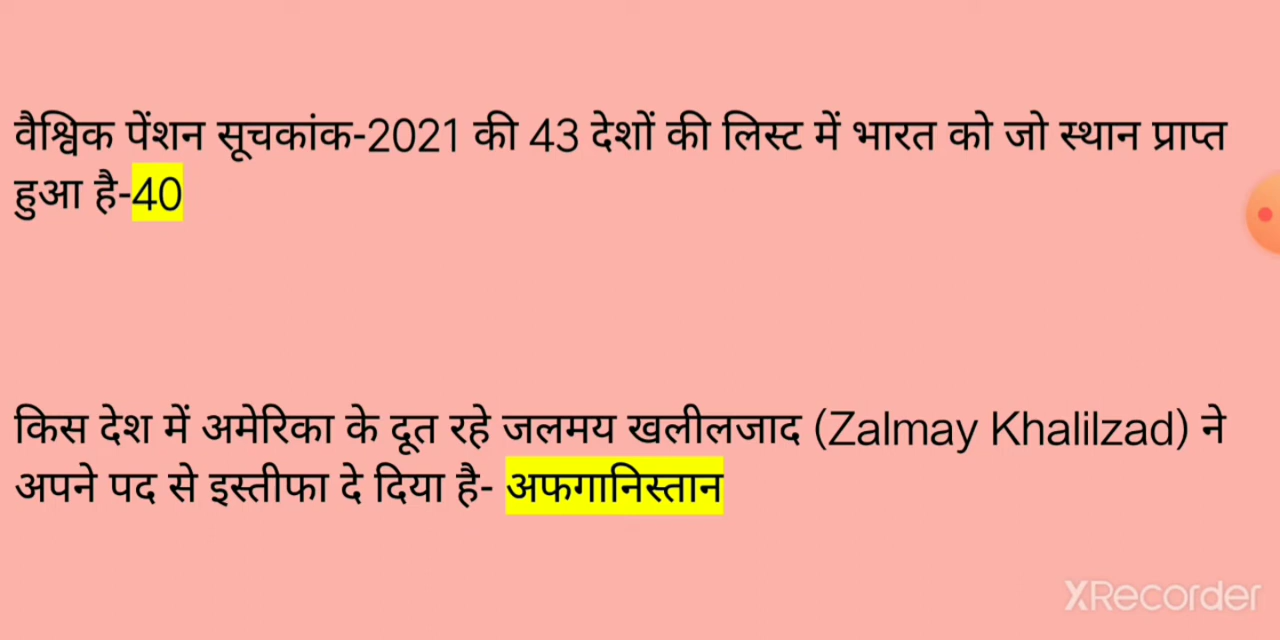 वैश्विक पेंशन सूचकांक-2021 की 43 देशों की लिस्ट में भारत को जो स्थान प्राप्त
हुआ है-40
किस देश में अमेरिका के दूत रहे जलमय खलीलजाद (Zalmay Khalilzad) ने
अपने पद से इस्तीफा दे दिया है- अफगानिस्तान
XRecorder